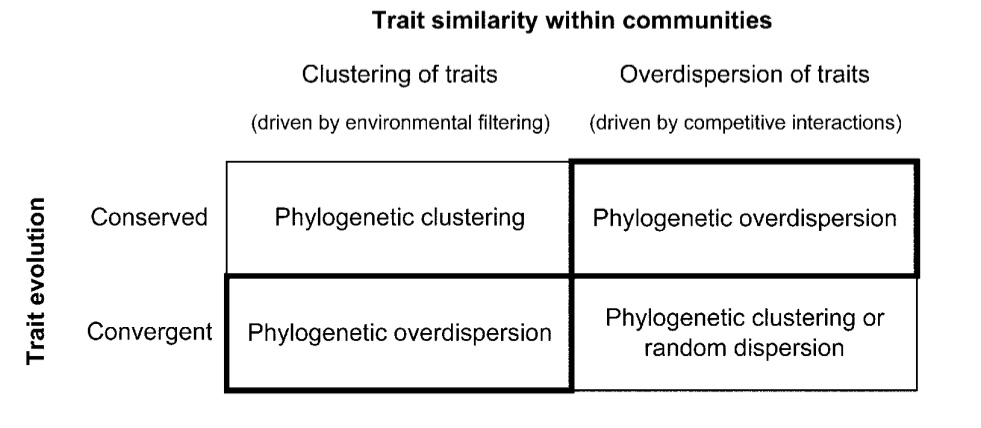 Trait similarity within communities
Clustering of traits
Overdispersion of traits
(driven by environmental filtering)
(driven by competitive interactions)
Trait evolution
Conserved
Phylogenetic clustering
Phylogenetic overdispersion
Convergent
Phylogenetic overdispersion
Phylogenetic clustering or
random dispersion